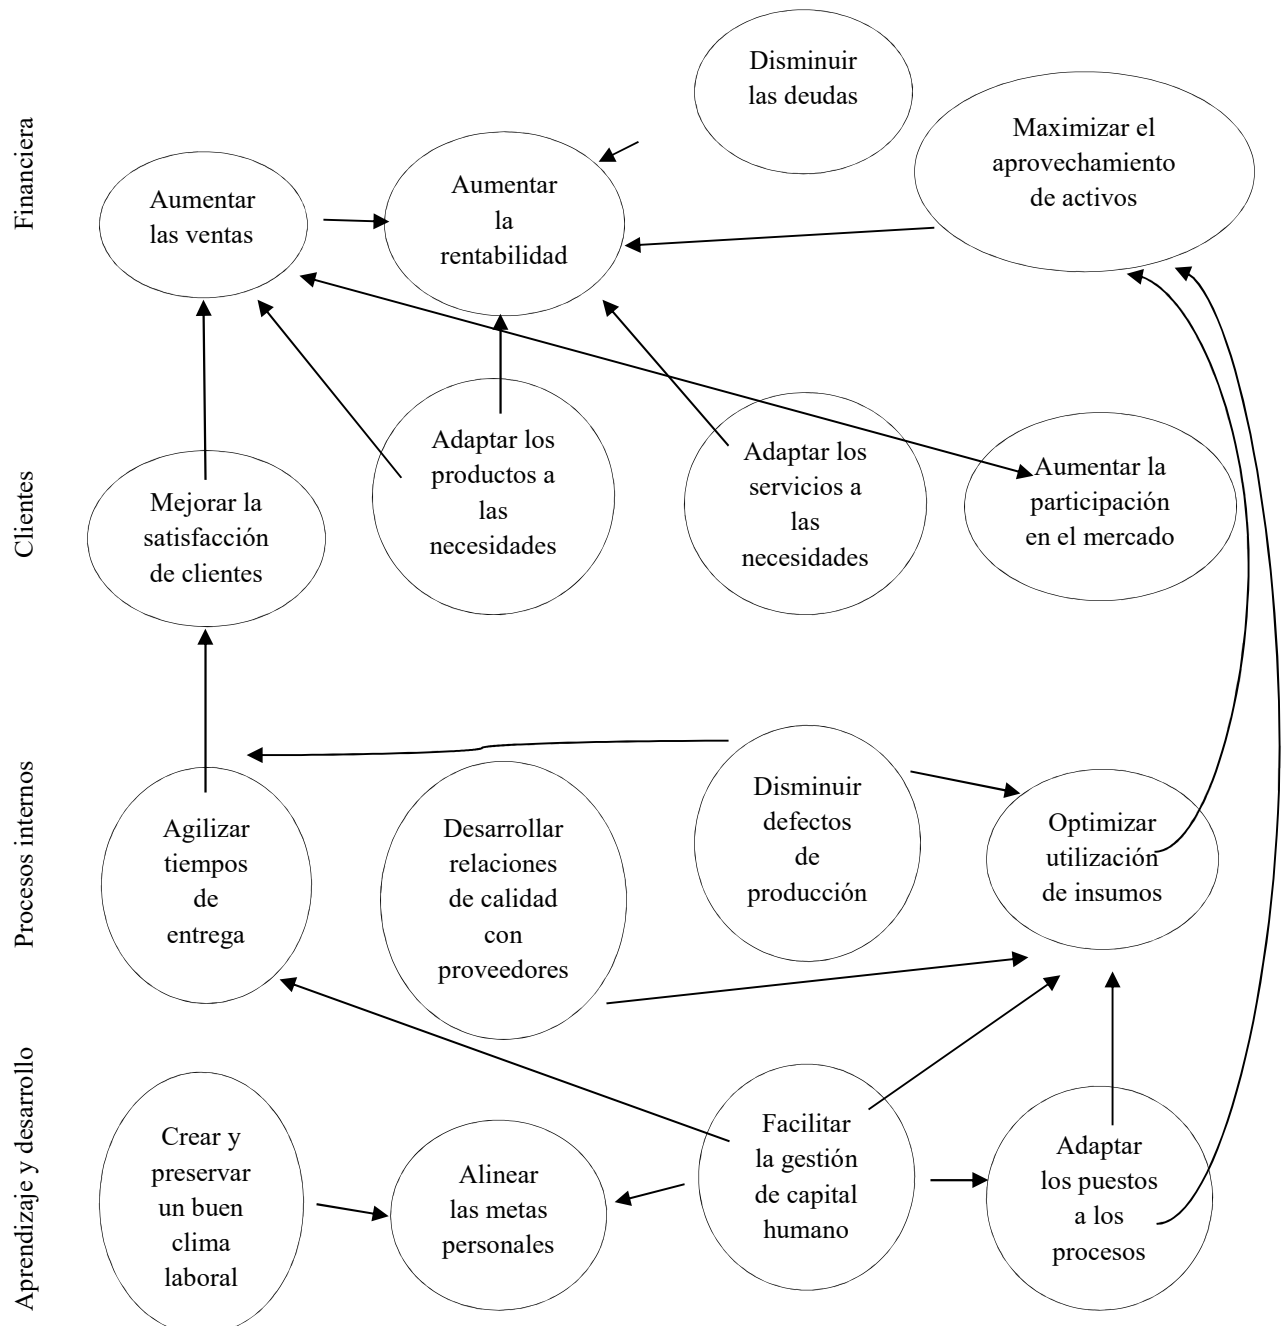 Financiera
Disminuir
las deudas
Maximizar el
aprovechamiento
de activos
Aumentar
la
rentabilidad
Aumentar
las ventas
Clientes
Mejorar la
satisfacción
de clientes
Adaptar los
productos a
las
necesidades
Adaptar los
servicios a
las
necesidades
Aumentar la
participación
en el mercado
Procesos internos
Agilizar
tiempos
de
entrega
Desarrollar
relaciones
de calidad
con
proveedores
Disminuir
defectos
de
producción
Optimizar
utilización
de insumos
Aprendizaje y desarrollo
Crear y
preservar
un buen
clima
laboral
Alinear
las metas
personales
Facilitar
la gestión
de capital
humano
Adaptar
los puestos
a los
procesos